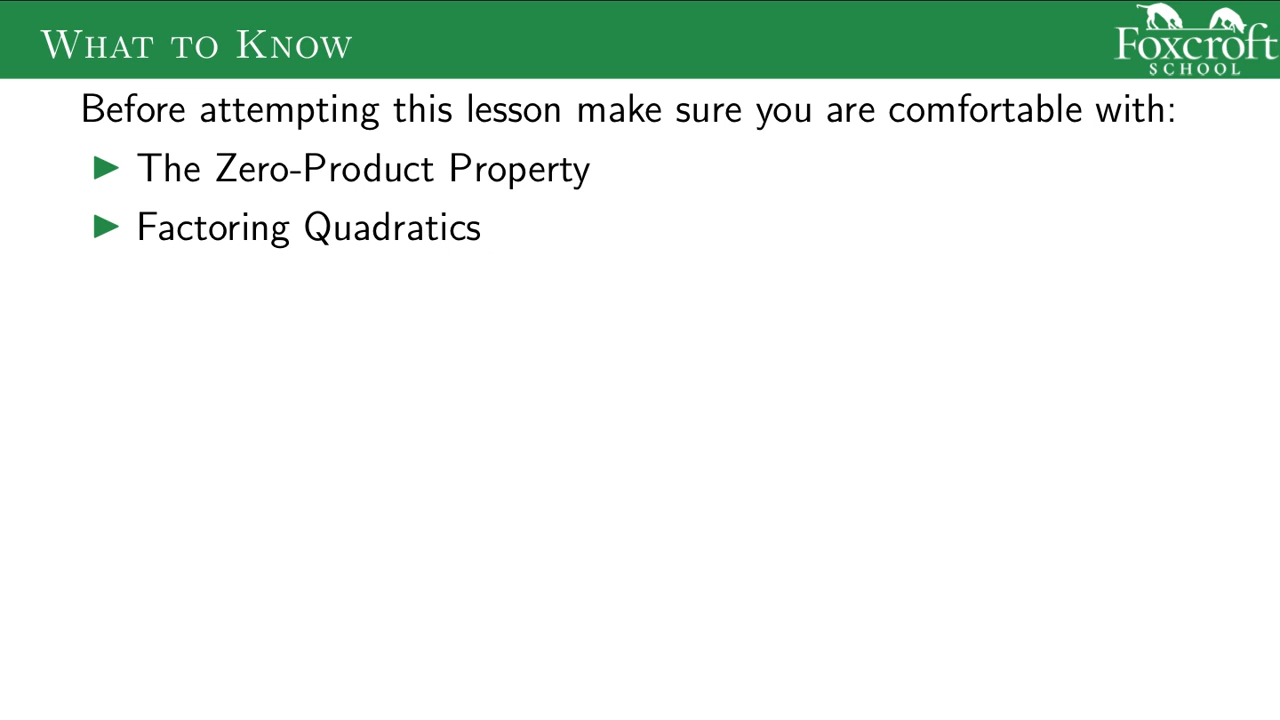 What to Know
Foxcroft
SCHOOL
Before attempting this lesson make sure you are comfortable with:
The Zero-Product Property
Factoring Quadratics